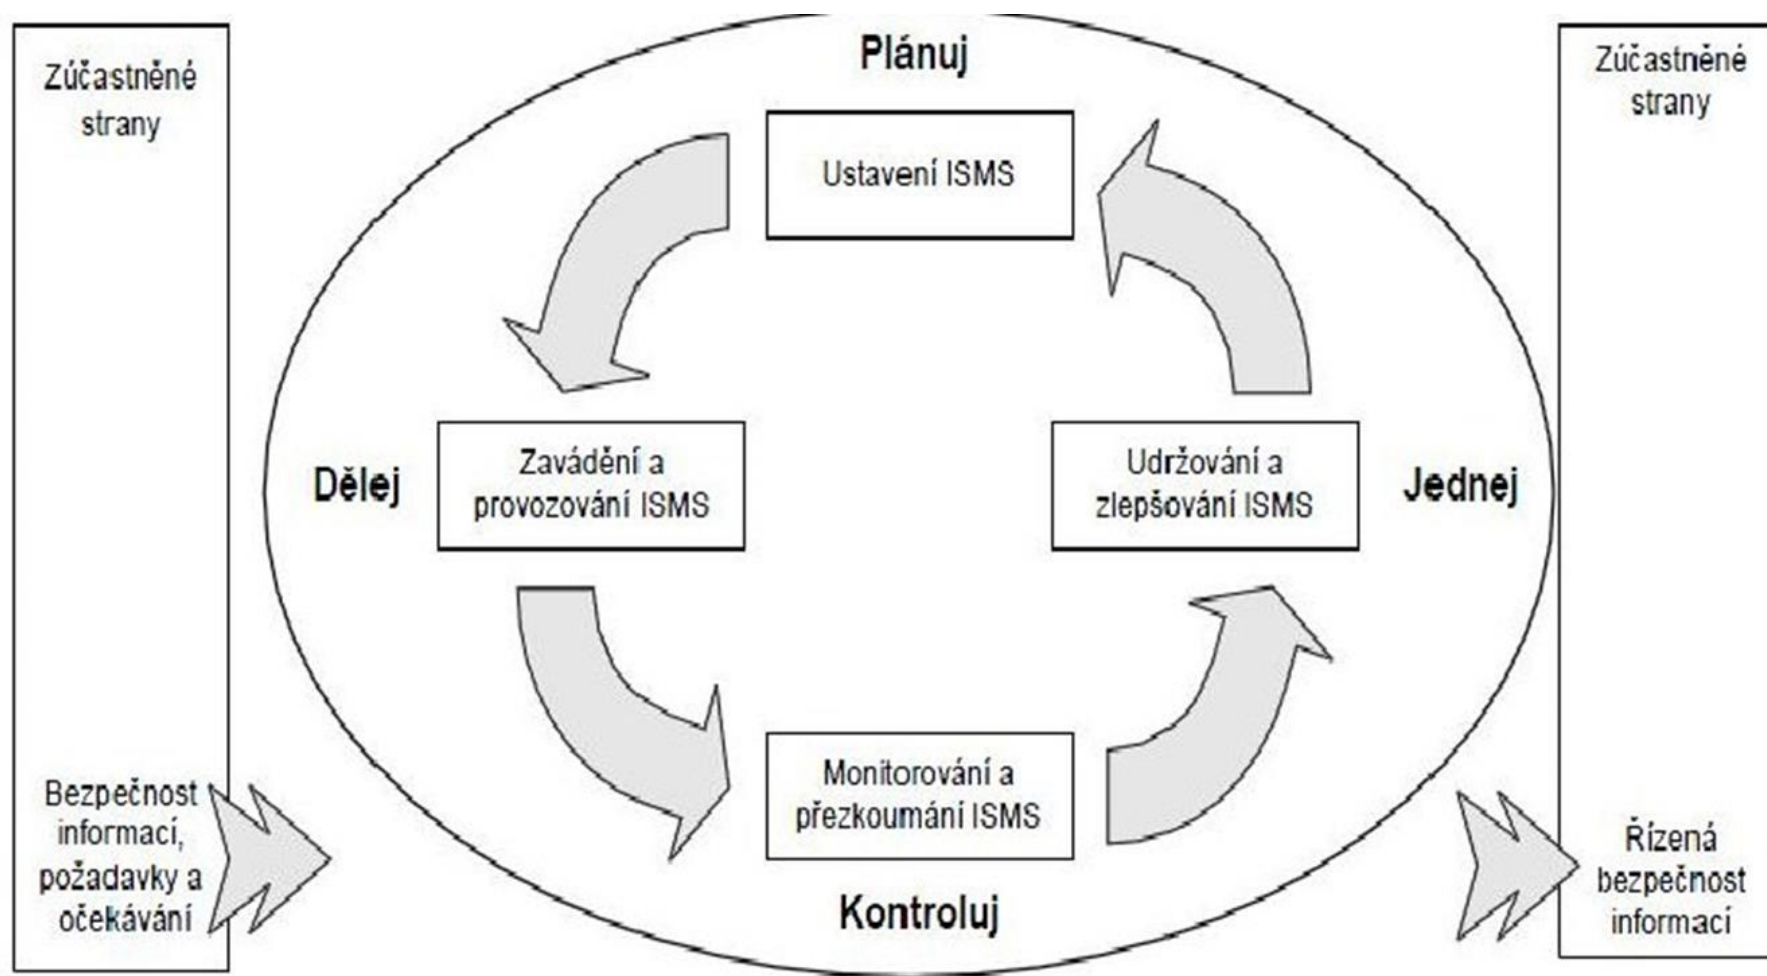 Zúčastněné
strany
Bezpečnost
informací,
požadavky a
očekávání
Plánuj
Ustavení ISMS
Dělej
Zavádění a
provozování ISMS
Udržování a
zlepšování ISMS
Jednej
Monitorování a
přezkoumání ISMS
Kontroluj
Zúčastněné
strany
Řízená
bezpečnost
informací